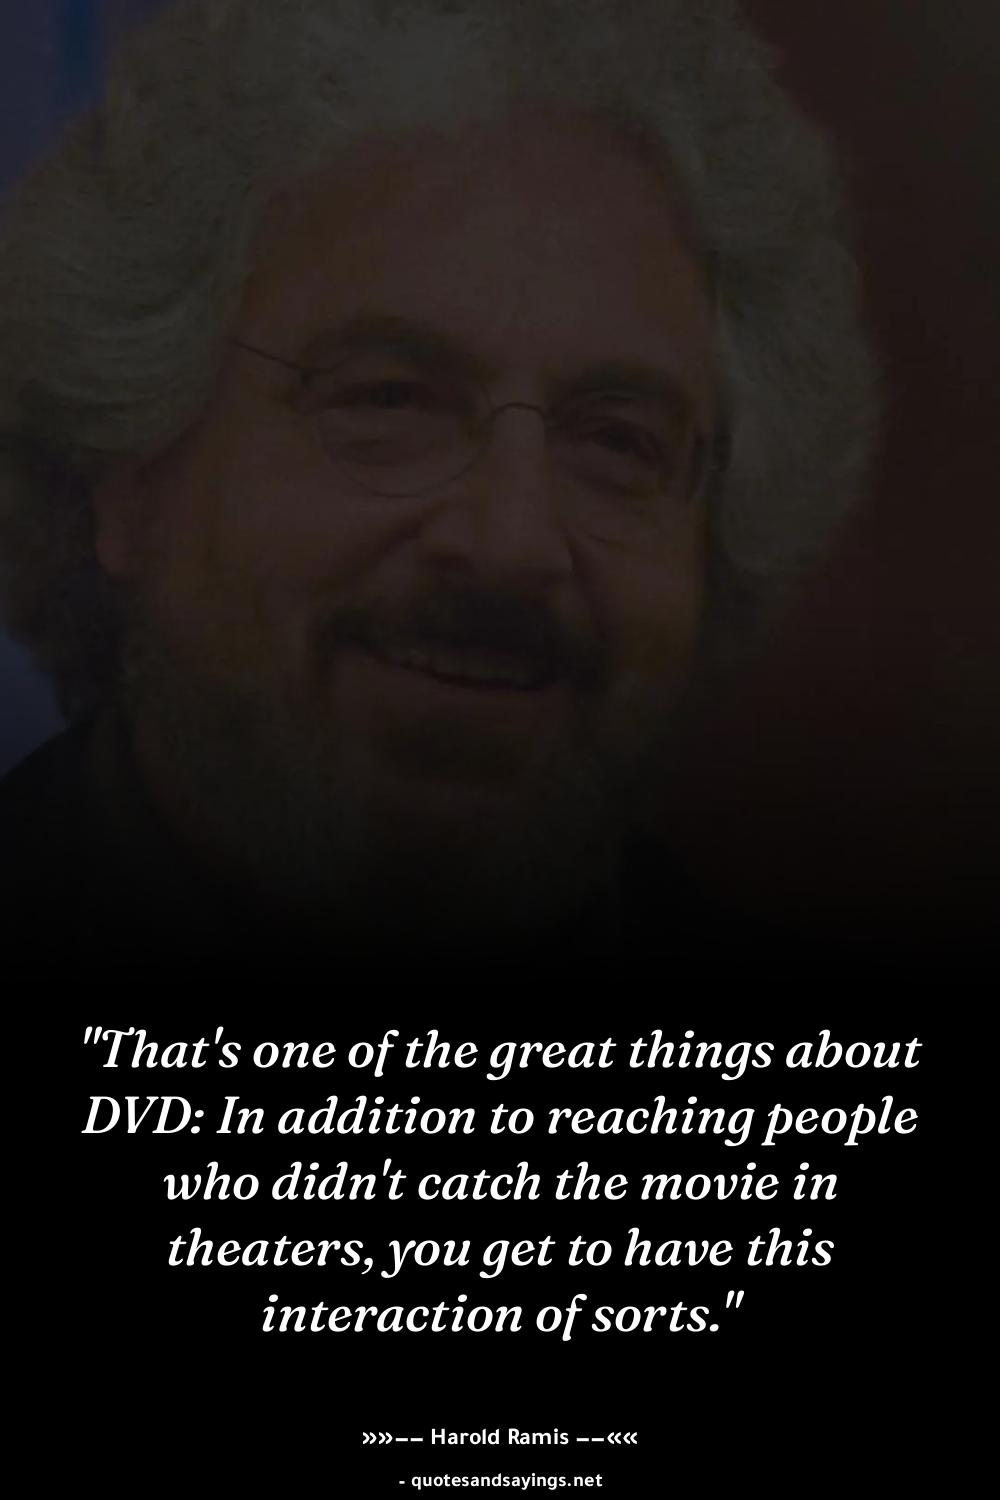 "That's one of the great things about
DVD: In addition to reaching people
who didn't catch the movie in
theaters, you get to have this
interaction of sorts."
»»−− Harold Ramis −−««
- quotesandsayings.net